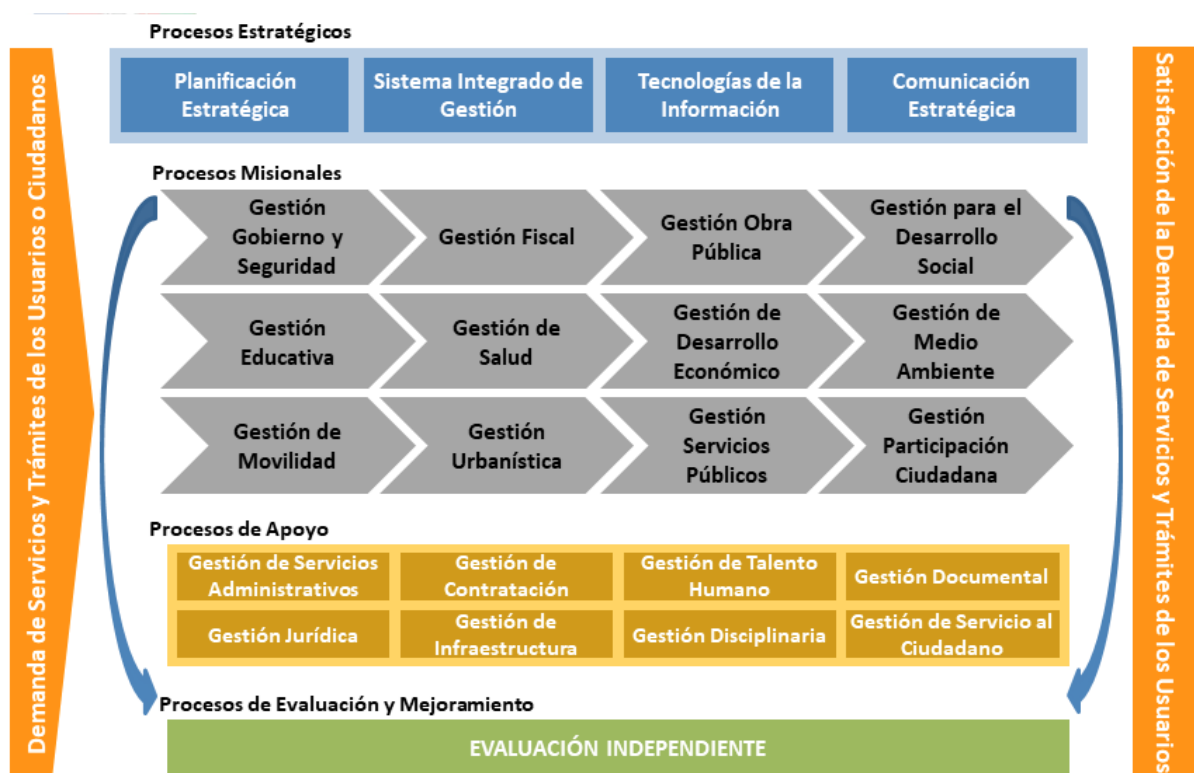 Procesos Estratégicos
Planificación
Estratégica
Sistema Integrado de
Gestión
Tecnologías de la
Información
Comunicación
Estratégica
Demanda de Servicios y Trámites de los Usuarios o Ciudadanos
Procesos Misionales
Gestión
Gobierno y
Seguridad
Gestión Fiscal
Gestión Obra
Pública
Gestión para el
Desarrollo
Social
Gestión
Educativa
Gestión de
Salud
Gestión de
Desarrollo
Económico
Gestión de
Medio
Ambiente
Gestión de
Movilidad
Gestión
Urbanística
Gestión
Servicios
Públicos
Gestión
Participación
Ciudadana
Procesos de Apoyo
Gestión de Servicios
Administrativos
Gestión de
Contratación
Gestión de Talento
Humano
Gestión Documental
Gestión Jurídica
Gestión de
Infraestructura
Gestión Disciplinaria
Gestión de Servicio al
Ciudadano
Procesos de Evaluación y Mejoramiento
EVALUACIÓN INDEPENDIENTE
Satisfacción de la Demanda de Servicios y Trámites de los Usuarios